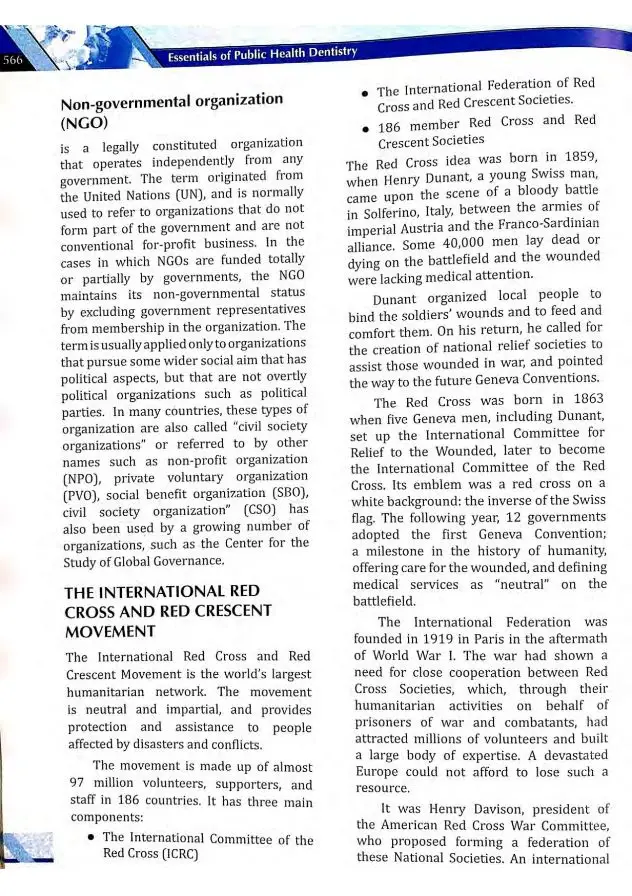 566
Essentials of Public Health Dentistry
Non-governmental organization
(NGO)
is a legally constituted organization
that operates independently from any
government. The term originated from
the United Nations (UN), and is normally
used to refer to organizations that do not
form part of the government and are not
conventional for-profit business. In the
cases in which NGOs are funded totally
or partially by governments, the NGO
maintains its non-governmental status
by excluding government representatives
from membership in the organization. The
term is usually applied only to organizations
that pursue some wider social aim that has
political aspects, but that are not overtly
political organizations such as political
parties. In many countries, these types of
organization are also called "civil society
organizations" or referred to by other
names such as non-profit organization
(NPO), private voluntary organization
(PVO), social benefit organization (SBO),
civil society organization" (CSO) has
also been used by a growing number of
organizations, such as the Center for the
Study of Global Governance.
THE INTERNATIONAL RED
CROSS AND RED CRESCENT
MOVEMENT
The International Red Cross and Red
Crescent Movement is the world's largest
humanitarian network. The movement
is neutral and impartial, and provides
protection and assistance to people
affected by disasters and conflicts.
The movement is made up of almost
97 million volunteers, supporters, and
staff in 186 countries. It has three main
components:
• The International Committee of the
Red Cross (ICRC)
• The International Federation of Red
Cross and Red Crescent Societies.
• 186 member Red Cross and Red
Crescent Societies
The Red Cross idea was born in 1859,
when Henry Dunant, a young Swiss man,
came upon the scene of a bloody battle
in Solferino, Italy, between the armies of
imperial Austria and the Franco-Sardinian
alliance. Some 40,000 men lay dead or
dying on the battlefield and the wounded
were lacking medical attention.
Dunant organized local people to
bind the soldiers' wounds and to feed and
comfort them. On his return, he called for
the creation of national relief societies to
assist those wounded in war, and pointed
the way to the future Geneva Conventions.
The Red Cross was born in 1863
when five Geneva men, including Dunant,
set up the International Committee for
Relief to the Wounded, later to become
the International Committee of the Red
Cross. Its emblem was a red cross on a
white background: the inverse of the Swiss
flag. The following year, 12 governments
adopted the first Geneva Convention;
a milestone in the history of humanity,
offering care for the wounded, and defining
medical services as "neutral" on the
battlefield.
The International Federation was
founded in 1919 in Paris in the aftermath
of World War I. The war had shown a
need for close cooperation between Red
Cross Societies, which, through their
humanitarian activities on behalf of
prisoners of war and combatants, had
attracted millions of volunteers and built
a large body of expertise. A devastated
Europe could not afford to lose such a
resource.
It was Henry Davison, president of
the American Red Cross War Committee,
who proposed forming a federation of
these National Societies. An international